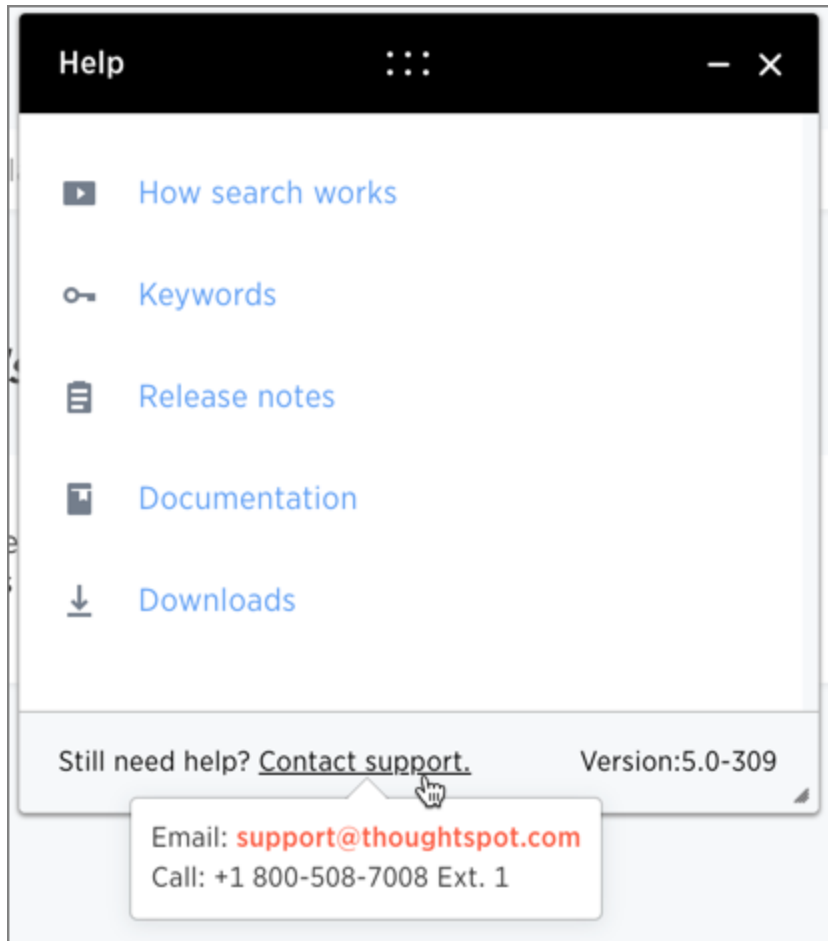 Help
How search works
Keywords
Release notes
Documentation
Downloads
Still need help? Contact support. Version:5.0-309
Email: support@thoughtspot.com
Call: +1 800-508-7008 Ext. 1